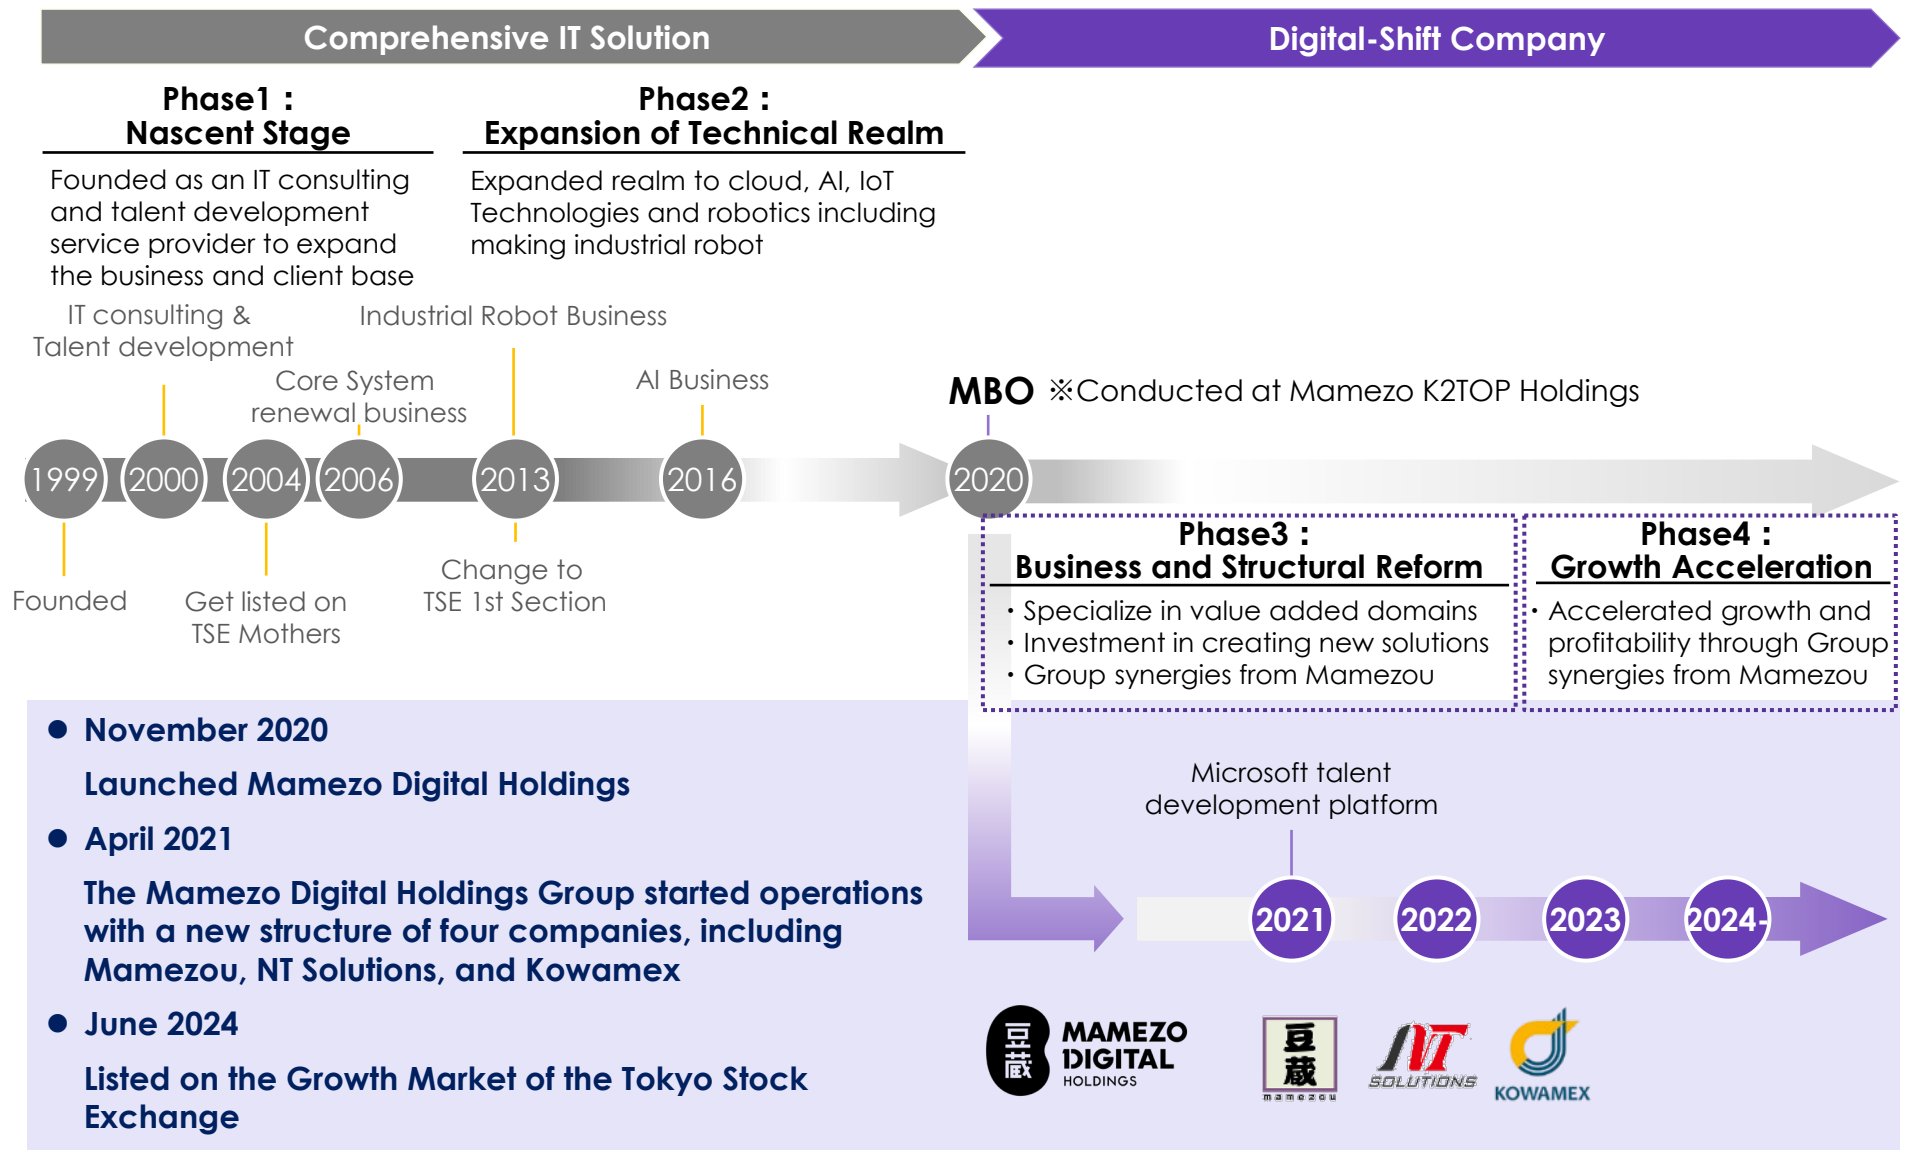 Comprehensive IT Solution
Digital-Shift Company
Phase1：
Nascent Stage
Founded as an IT consulting
and talent development
service provider to expand
the business and client base
Phase2：
Expansion of Technical Realm
Expanded realm to cloud, AI, IoT
Technologies and robotics including
making industrial robot
IT consulting &
Talent development
Core System
renewal business
Industrial Robot Business
AI Business
MBO ※Conducted at Mamezo K2TOP Holdings
1999
2000
2004
2006
2013
2016
2020
Founded
Get listed on
TSE Mothers
Change to
TSE 1st Section
Phase3：
Business and Structural Reform
・Specialize in value added domains
・Investment in creating new solutions
・Group synergies from Mamezou
Phase4：
Growth Acceleration
・Accelerated growth and
profitability through Group
synergies from Mamezou
● November 2020
Launched Mamezo Digital Holdings
● April 2021
The Mamezo Digital Holdings Group started operations
with a new structure of four companies, including
Mamezou, NT Solutions, and Kowamex
● June 2024
Listed on the Growth Market of the Tokyo Stock
Exchange
Microsoft talent
development platform
2021
2022
2023
2024-
豆蔵
MAMEZO
DIGITAL
HOLDINGS
豆蔵
mamezou
NT
SOLUTIONS
KOWAMEX